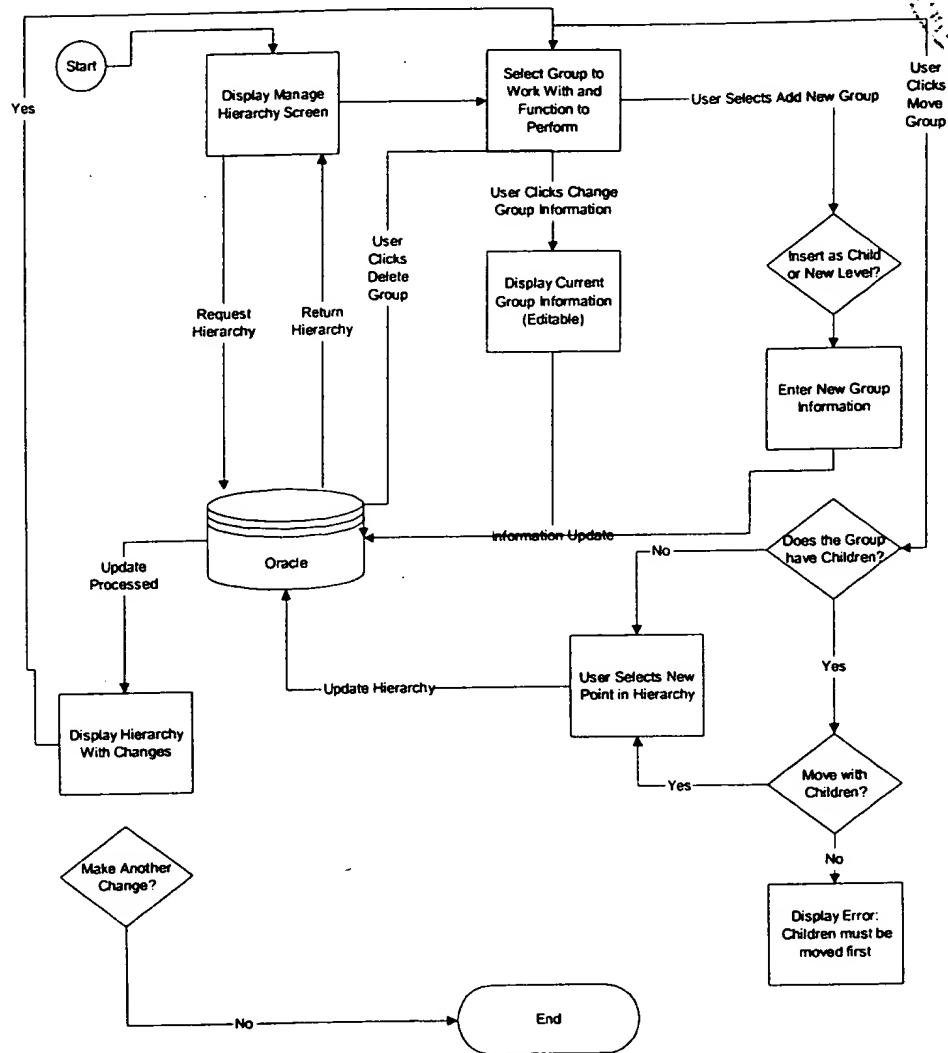 Start
Display Manage
Hierarchy Screen
Select Group to
Work With and
Function to
Perform
User Selects Add New Group
User
Clicks
Move
Group
Yes
User Clicks Change
Group Information
User
Clicks
Delete
Group
Insert as Child
or New Level?
Display Current
Group Information
(Editable)
Request
Hierarchy
Return
Hierarchy
Enter New Group
Information
Oracle
Information Update
No
Does the Group
have Children?
Update
Processed
Yes
Update Hierarchy
User Selects New
Point in Hierarchy
Display Hierarchy
With Changes
Yes
Move with
Children?
No
Make Another
Change?
Display Error:
Children must be
moved first
No
End